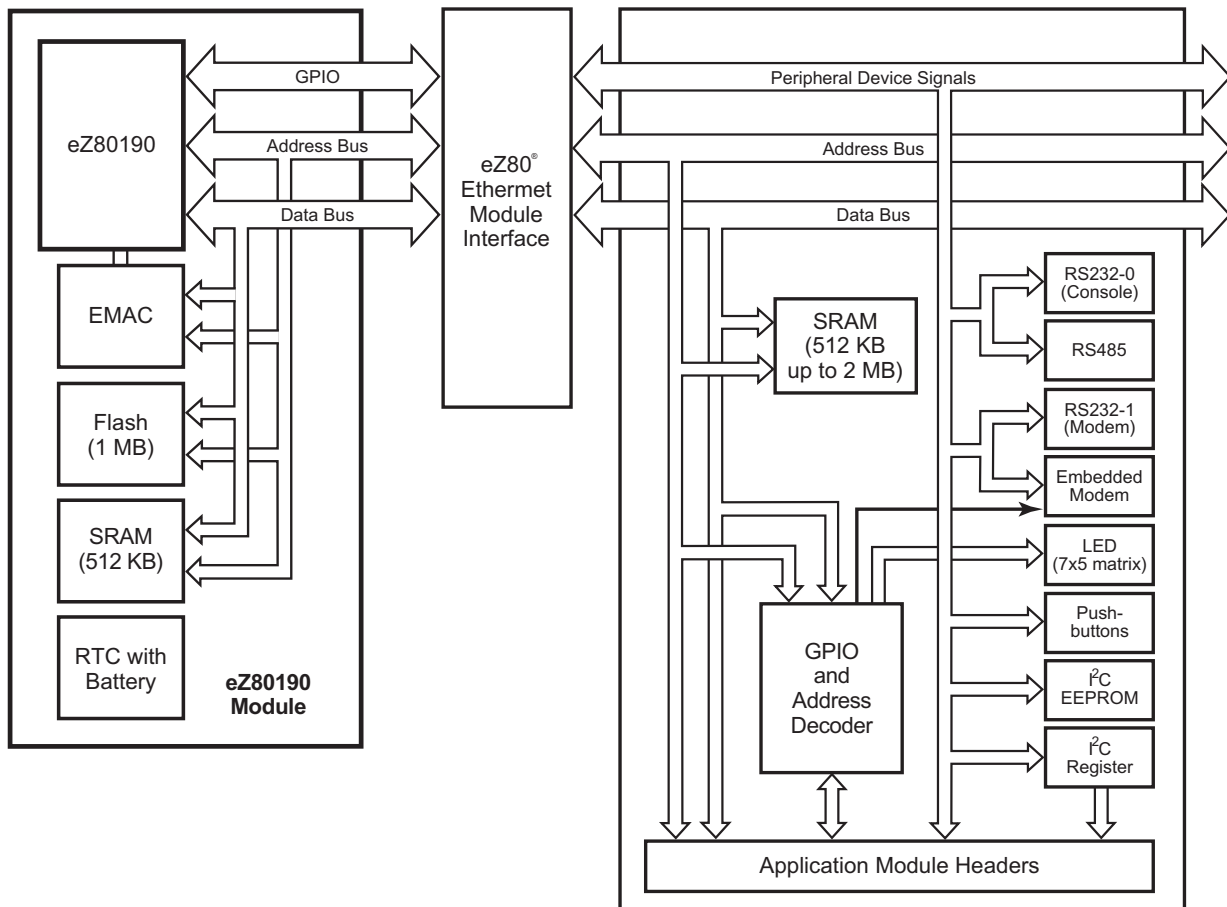 eZ80190
GPIO
Address Bus
Data Bus
EMAC
Flash
(1 MB)
SRAM
(512 KB)
RTC with
Battery
eZ80190
Module
eZ80®
Ethermet
Module
Interface
Peripheral Device Signals
Address Bus
Data Bus
SRAM
(512 KB
up to 2 MB)
GPIO
and
Address
Decoder
RS232-0
(Console)
RS485
RS232-1
(Modem)
Embedded
Modem
LED
(7x5 matrix)
Push-
buttons
I²C
EEPROM
I²C
Register
Application Module Headers